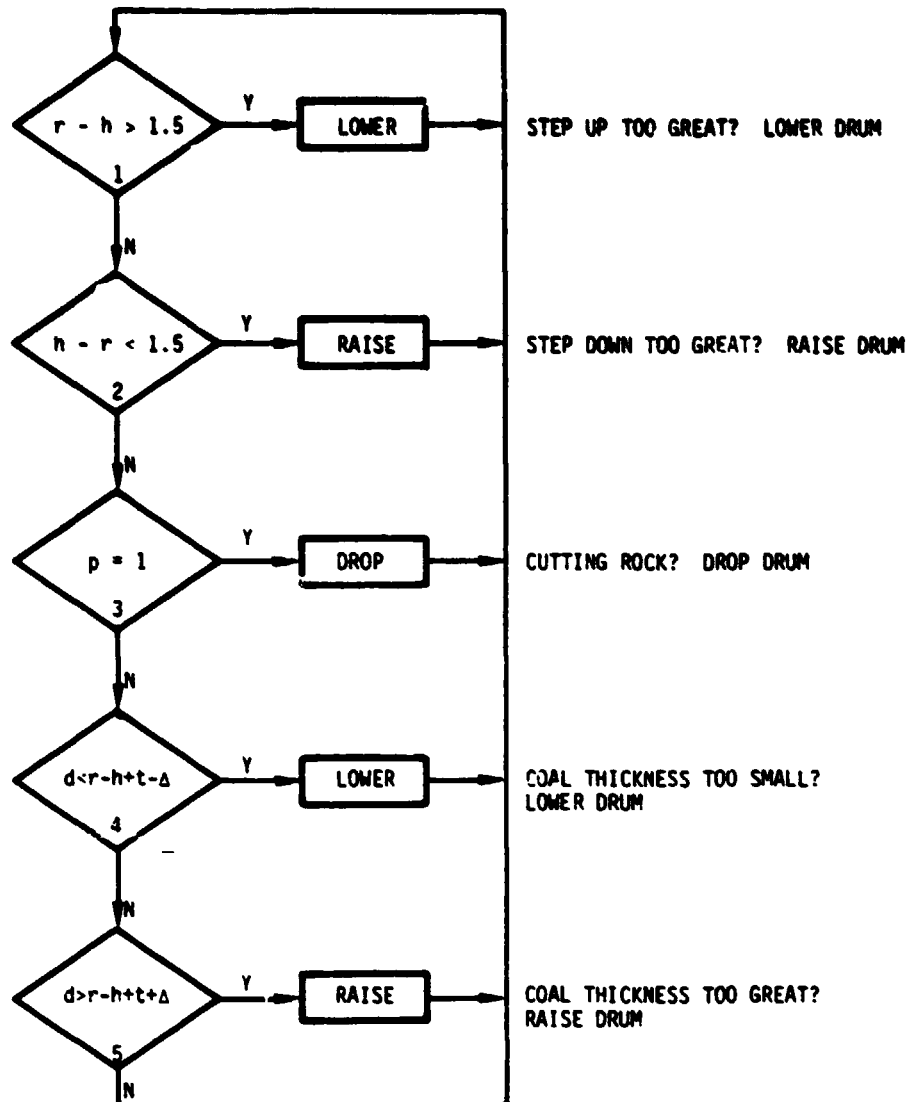 r - h > 1.5 Y LOWER STEP UP TOO GREAT? LOWER DRUM
1
N
h - r < 1.5 Y RAISE STEP DOWN TOO GREAT? RAISE DRUM
2
N
p = 1 Y DROP CUTTING ROCK? DROP DRUM
3
N
d<r-h+t-Δ Y LOWER COAL THICKNESS TOO SMALL?
LOWER DRUM
4
N
d>r-h+t+Δ Y RAISE COAL THICKNESS TOO GREAT?
RAISE DRUM
5
N